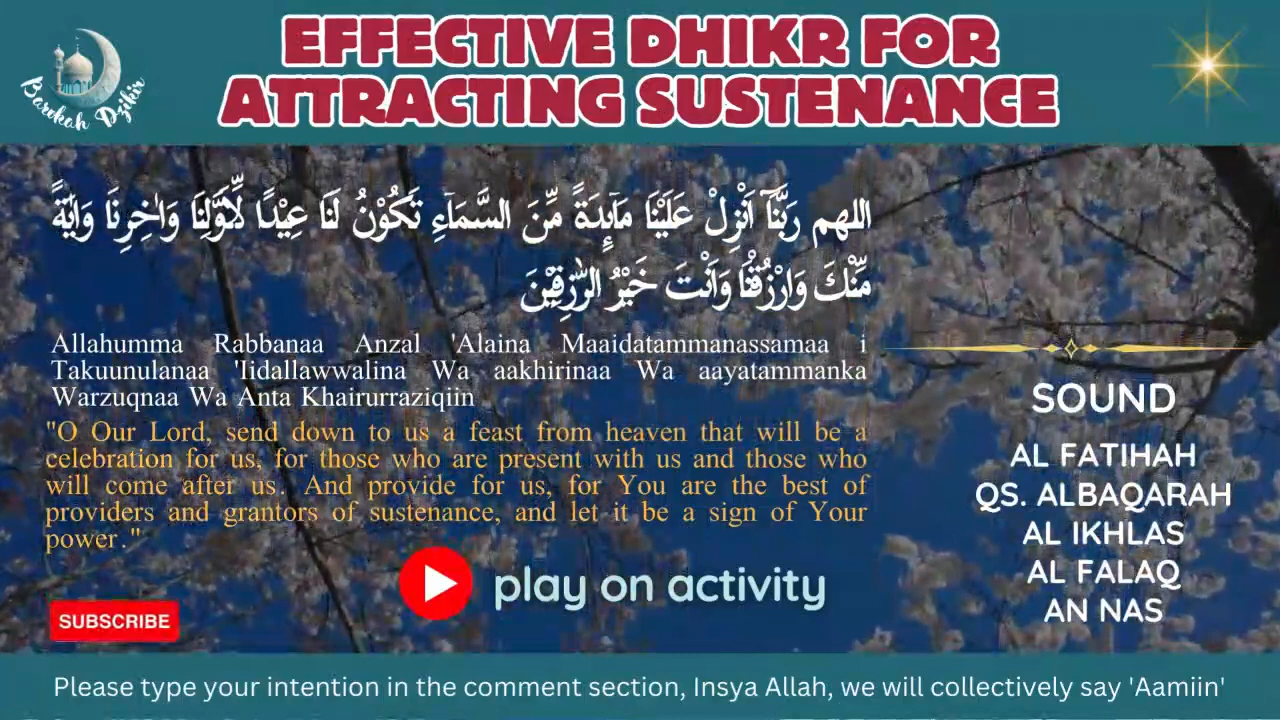 Barokah Dzikir
EFFECTIVE DHIKR FOR
ATTRACTING SUSTENANCE
اللهم رَبَّنَآ اَنْزِلْ عَلَيْنَا مَاۤىِٕدَةً مِّنَ السَّمَاۤءِ تَكُوْنُ لَنَا عِيْدًا لِّاَوَّلِنَا وَاٰخِرِنَا وَاٰيَةً
مِّنْكَ وَارْزُقْنَا وَاَنْتَ خَيْرُ الرّٰزِقِيْنَ
Allahumma Rabbanaa Anzal 'Alaina Maaidatammanassamaa i
Takuunulanaa 'Iidallawwalina Wa aakhirinaa Wa aayatammanka
Warzuqnaa Wa Anta Khairurraziqiin
"O Our Lord, send down to us a feast from heaven that will be a
celebration for us, for those who are present with us and those who
will come after us. And provide for us, for You are the best of
providers and grantors of sustenance, and let it be a sign of Your
power."
play on activity
SUBSCRIBE
SOUND
AL FATIHAH
QS. ALBAQARAH
AL IKHLAS
AL FALAQ
AN NAS
Please type your intention in the comment section, Insya Allah, we will collectively say 'Aamiin'